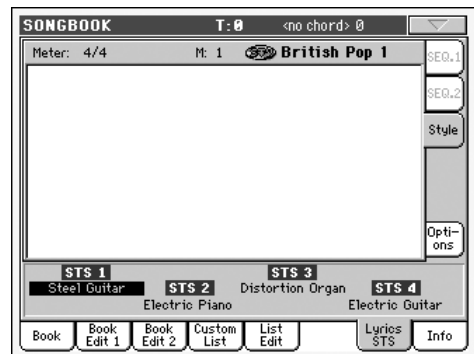 SONGBOOK T:0 <no chord> 0
Meter: 4/4 M: 1 British Pop 1
SEQ.1
SEQ.2
Style
Opti-
ons
STS 1 STS 3
Steel Guitar STS 2 Distortion Organ STS 4
Electric Piano Electric Guitar
Book Book Edit 1 Book Edit 2 Custom List List Edit Lyrics STS Info